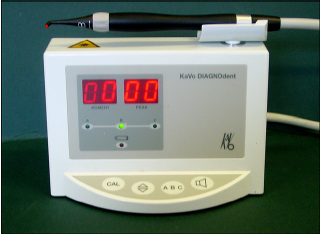 KaVo DIAGNOdent
00 00
MOMENT PEAK
A B C
CAL
A B C